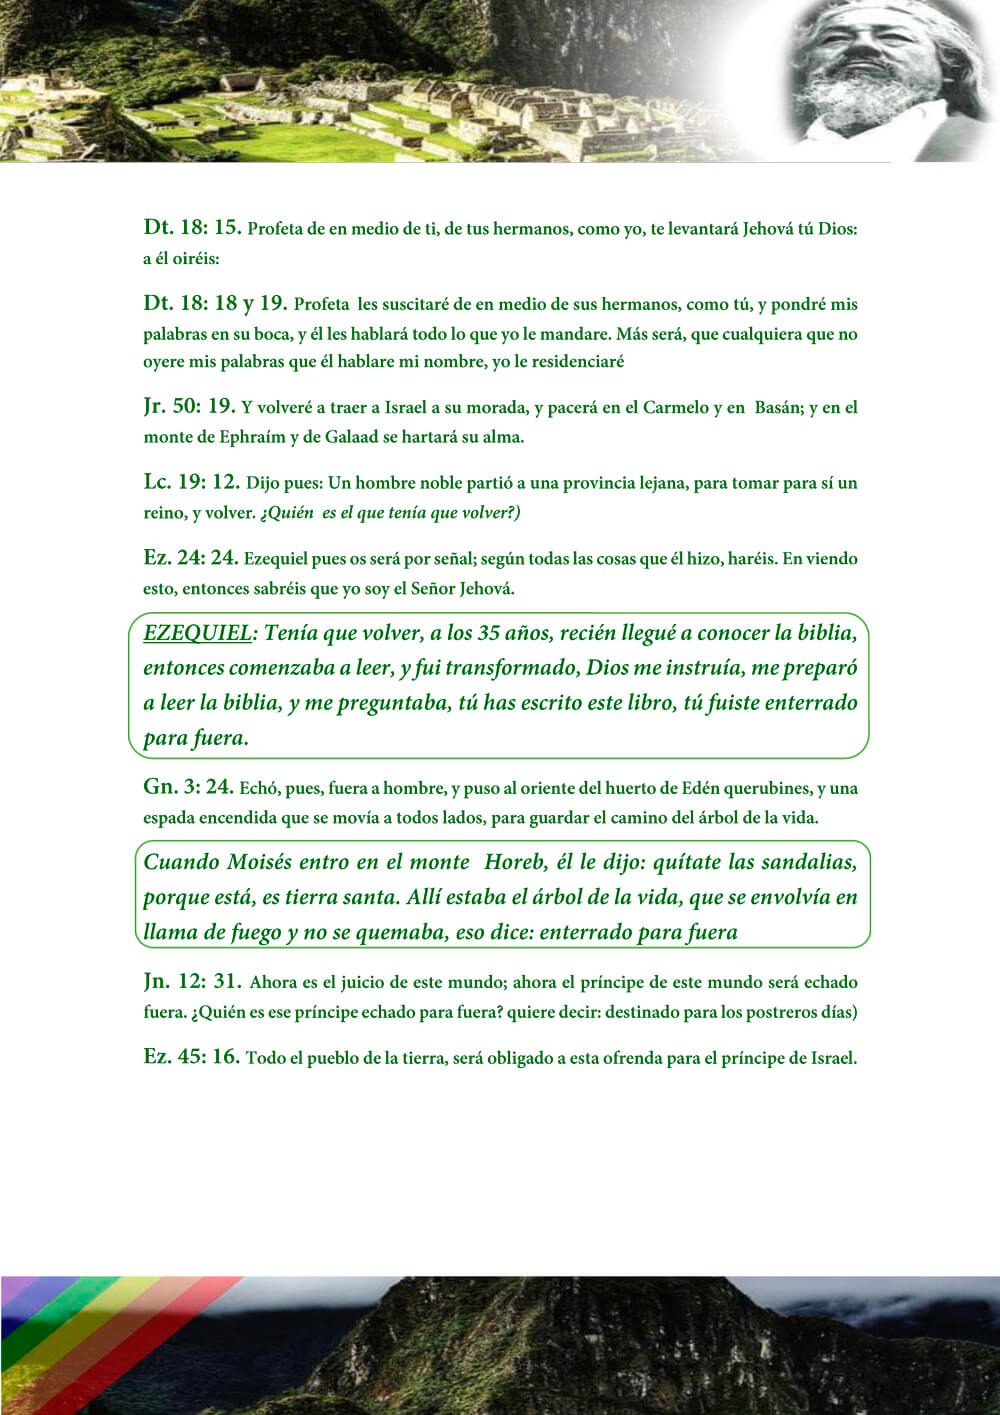 Dt. 18: 15. Profeta de en medio de ti, de tus hermanos, como yo, te levantará Jehová tú Dios:
a él oiréis:
Dt. 18: 18 y 19. Profeta les suscitaré de en medio de sus hermanos, como tú, y pondré mis
palabras en su boca, y él les hablará todo lo que yo le mandare. Más será, que cualquiera que no
oyere mis palabras que él hablare mi nombre, yo le residenciaré
Jr. 50: 19. Y volveré a traer a Israel a su morada, y pacerá en el Carmelo y en Basán; y en el
monte de Ephraím y de Galaad se hartará su alma.
Lc. 19: 12. Dijo pues: Un hombre noble partió a una provincia lejana, para tomar para sí un
reino, y volver. ¿Quién es el que tenía que volver?)
Ez. 24: 24. Ezequiel pues os será por señal; según todas las cosas que él hizo, haréis. En viendo
esto, entonces sabréis que yo soy el Señor Jehová.
EZEQUIEL: Tenía que volver, a los 35 años, recién llegué a conocer la biblia,
entonces comenzaba a leer, y fui transformado, Dios me instruía, me preparó
a leer la biblia, y me preguntaba, tú has escrito este libro, tú fuiste enterrado
para fuera.
Gn. 3: 24. Echó, pues, fuera a hombre, y puso al oriente del huerto de Edén querubines, y una
espada encendida que se movía a todos lados, para guardar el camino del árbol de la vida.
Cuando Moisés entro en el monte Horeb, él le dijo: quítate las sandalias,
porque está, es tierra santa. Allí estaba el árbol de la vida, que se envolvía en
llama de fuego y no se quemaba, eso dice: enterrado para fuera
Jn. 12: 31. Ahora es el juicio de este mundo; ahora el príncipe de este mundo será echado
fuera. ¿Quién es ese príncipe echado para fuera? quiere decir: destinado para los postreros días)
Ez. 45: 16. Todo el pueblo de la tierra, será obligado a esta ofrenda para el príncipe de Israel.